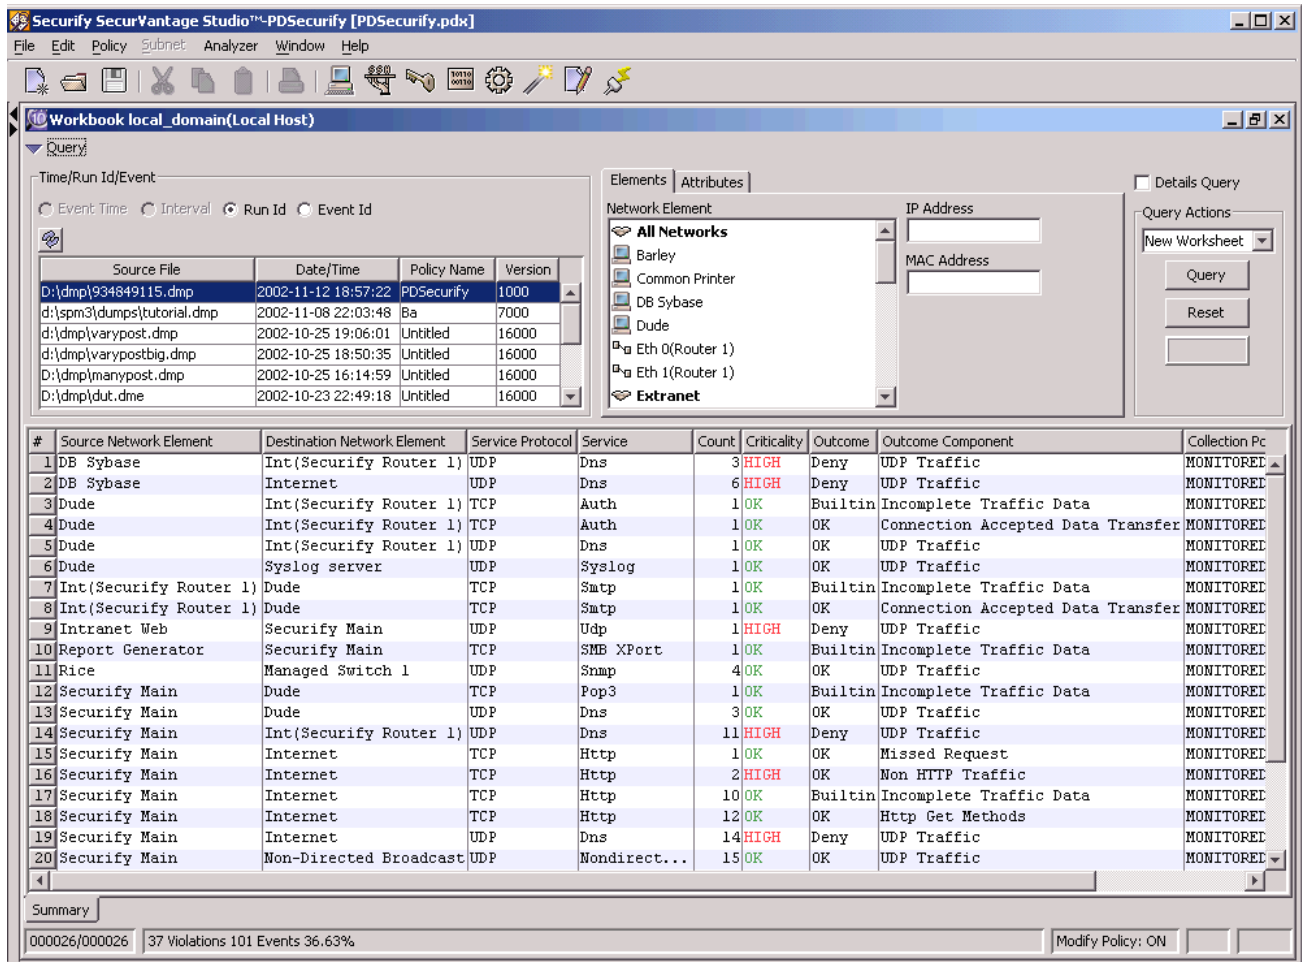 Securify SecurVantage Studio™-PDSecurify [PDSecurify.pdx]
File Edit Policy Subnet Analyzer Window Help
Workbook local_domain(Local Host)
Query
Time/Run Id/Event
Event Time Interval Run Id Event Id
Source File Date/Time Policy Name Version
D:\dmp\934849115.dmp 2002-11-12 18:57:22 PDSecurify 1000
d:\spm3\dumps\tutorial.dmp 2002-11-08 22:03:48 Ba 7000
d:\dmp\varypost.dmp 2002-10-25 19:06:01 Untitled 16000
d:\dmp\varypostbig.dmp 2002-10-25 18:50:35 Untitled 16000
D:\dmp\manypost.dmp 2002-10-25 16:14:59 Untitled 16000
D:\dmp\dut.dme 2002-10-23 22:49:18 Untitled 16000
Elements Attributes
Network Element
All Networks
Barley
Common Printer
DB Sybase
Dude
Eth 0(Router 1)
Eth 1(Router 1)
Extranet
IP Address
MAC Address
Details Query
Query Actions
New Worksheet
Query
Reset
# Source Network Element Destination Network Element Service Protocol Service Count Criticality Outcome Outcome Component Collection Pc
1 DB Sybase Int(Securify Router 1) UDP Dns 3 HIGH Deny UDP Traffic MONITORED
2 DB Sybase Internet UDP Dns 6 HIGH Deny UDP Traffic MONITORED
3 Dude Int(Securify Router 1) TCP Auth 1 OK Builtin Incomplete Traffic Data MONITORED
4 Dude Int(Securify Router 1) TCP Auth 1 OK OK Connection Accepted Data Transfer MONITORED
5 Dude Int(Securify Router 1) UDP Dns 1 OK OK UDP Traffic MONITORED
6 Dude Syslog server UDP Syslog 1 OK OK UDP Traffic MONITORED
7 Int(Securify Router 1) Dude TCP Smtp 1 OK Builtin Incomplete Traffic Data MONITORED
8 Int(Securify Router 1) Dude TCP Smtp 1 OK OK Connection Accepted Data Transfer MONITORED
9 Intranet Web Securify Main UDP Udp 1 HIGH Deny UDP Traffic MONITORED
10 Report Generator Securify Main TCP SMB XPort 1 OK Builtin Incomplete Traffic Data MONITORED
11 Rice Managed Switch 1 UDP Snmp 4 OK OK UDP Traffic MONITORED
12 Securify Main Dude TCP Pop3 1 OK Builtin Incomplete Traffic Data MONITORED
13 Securify Main Dude UDP Dns 3 OK OK UDP Traffic MONITORED
14 Securify Main Int(Securify Router 1) UDP Dns 11 HIGH Deny UDP Traffic MONITORED
15 Securify Main Internet TCP Http 1 OK OK Missed Request MONITORED
16 Securify Main Internet TCP Http 2 HIGH OK Non HTTP Traffic MONITORED
17 Securify Main Internet TCP Http 10 OK Builtin Incomplete Traffic Data MONITORED
18 Securify Main Internet TCP Http 12 OK OK Http Get Methods MONITORED
19 Securify Main Internet UDP Dns 14 HIGH Deny UDP Traffic MONITORED
20 Securify Main Non-Directed Broadcast UDP Nondirect... 15 OK OK UDP Traffic MONITORED
Summary
000026/000026 37 Violations 101 Events 36.63% Modify Policy: ON